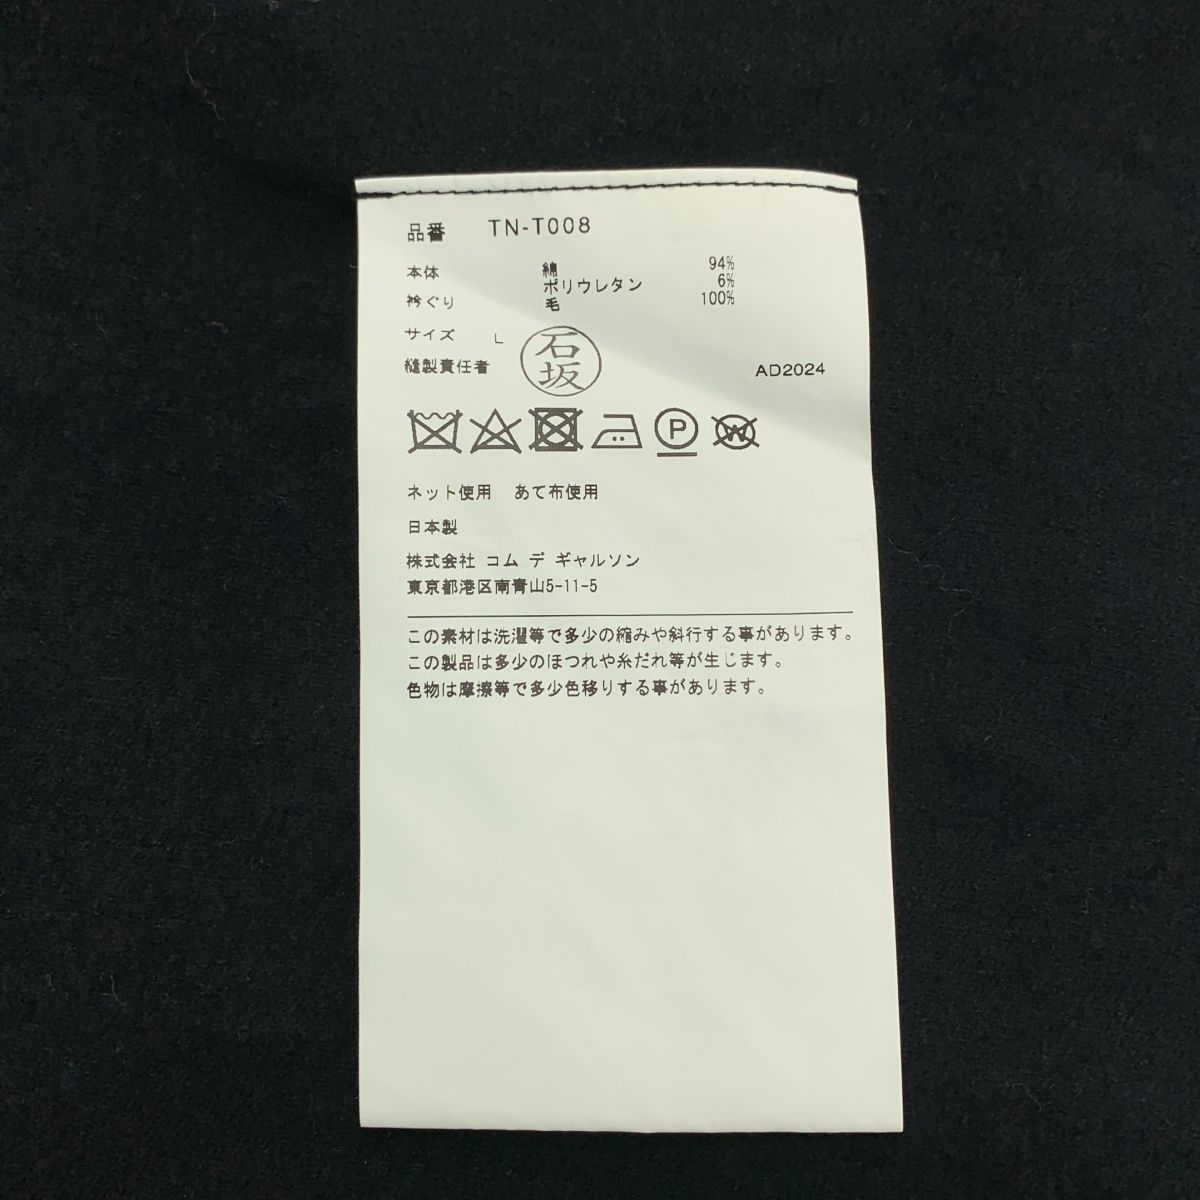 品番 TN-T008
本体 綿 94%
ポリウレタン 6%
衿ぐり 毛 100%
サイズ L
縫製責任者 石坂 AD2024
P W
ネット使用 あて布使用
日本製
株式会社 コム デ ギャルソン
東京都港区南青山5-11-5
この素材は洗濯等で多少の縮みや斜行する事があります。
この製品は多少のほつれや糸だれ等が生じます。
色物は摩擦等で多少色移りする事があります。